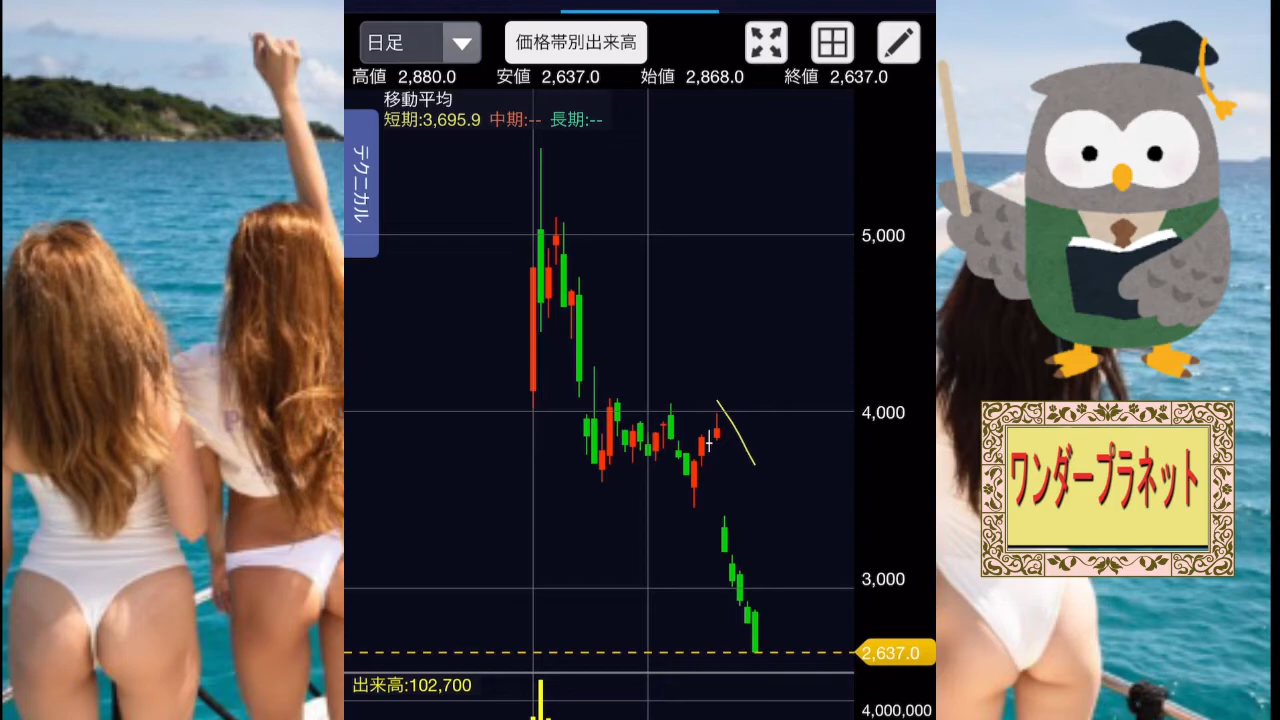 日足
価格帯別出来高
高値 2,880.0 安値 2,637.0 始値 2,868.0 終値 2,637.0
移動平均
短期:3,695.9 中期:-- 長期:--
テクニカル
5,000
4,000
3,000
2,637.0
出来高:102,700
4,000,000
ワンダープラネット